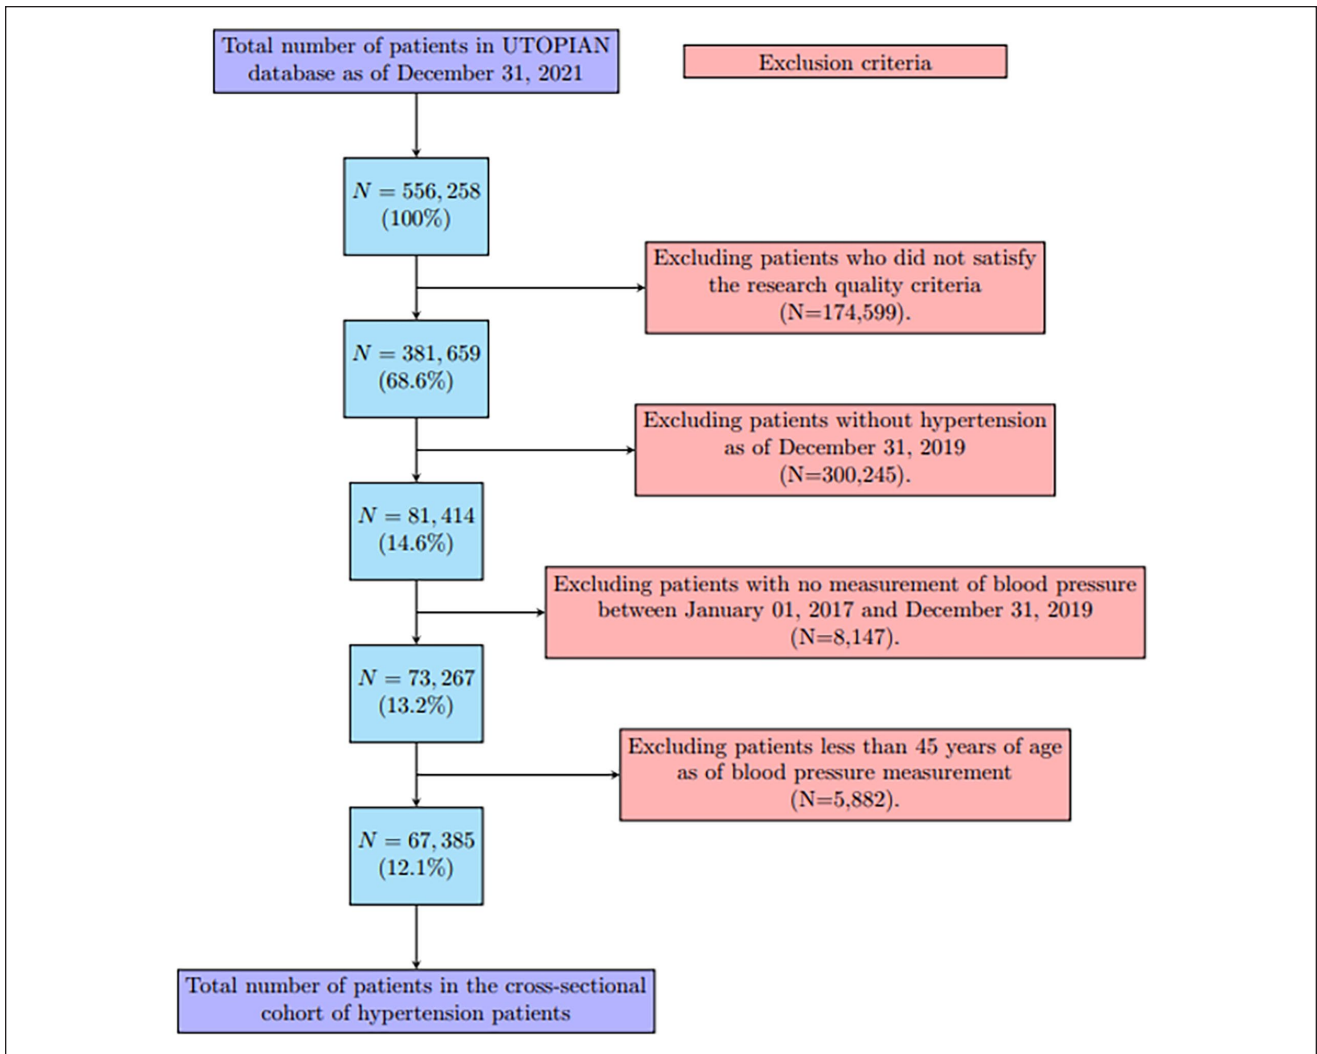 Total number of patients in UTOPIAN
database as of December 31, 2021
Exclusion criteria
N = 556, 258
(100%)
Excluding patients who did not satisfy
the research quality criteria
(N=174,599).
N = 381, 659
(68.6%)
Excluding patients without hypertension
as of December 31, 2019
(N=300,245).
N = 81, 414
(14.6%)
Excluding patients with no measurement of blood pressure
between January 01, 2017 and December 31, 2019
(N=8,147).
N = 73, 267
(13.2%)
Excluding patients less than 45 years of age
as of blood pressure measurement
(N=5,882).
N = 67, 385
(12.1%)
Total number of patients in the cross-sectional
cohort of hypertension patients